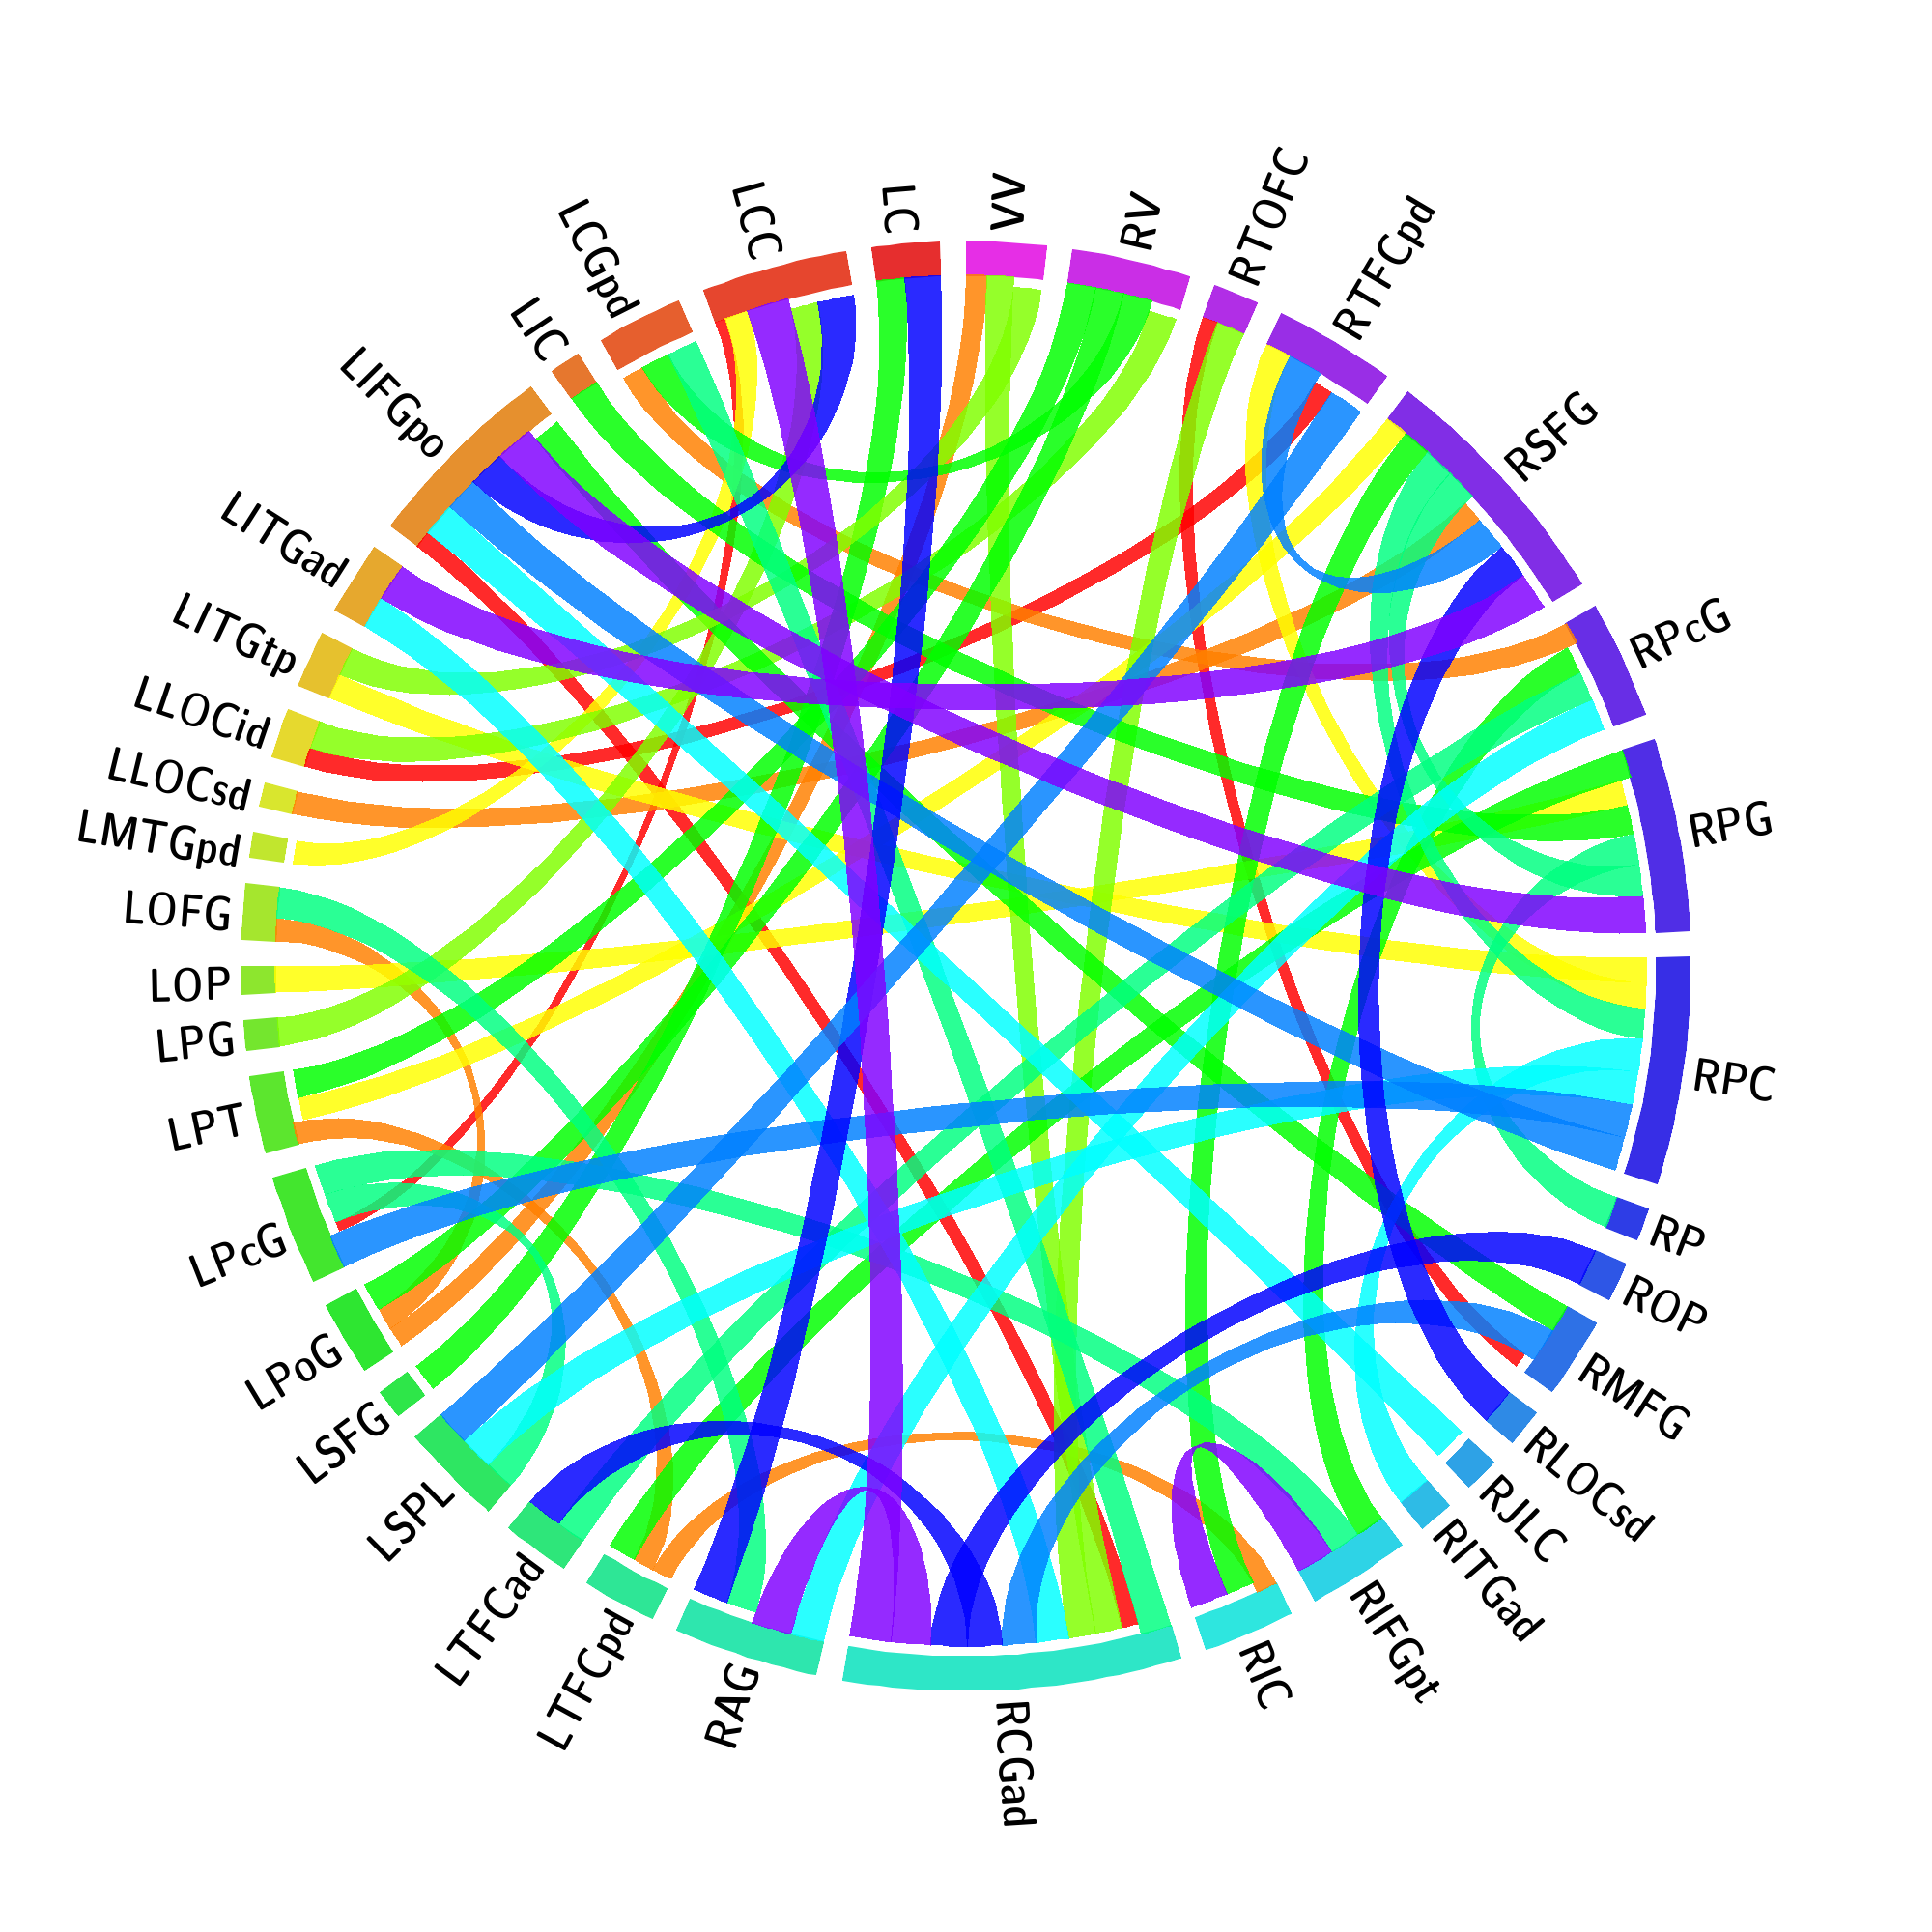 LC
VV
RV
RTOFC
RTFCpd
RSFG
RPcG
RPG
RPC
RP
ROP
RMFG
RLOCsd
RJLC
RITGad
RIFGpt
RIC
RCGad
RAG
LTFCpd
LTFCad
LSPL
LSFG
LPoG
LPcG
LPT
LPG
LOP
LOFG
LMTGpd
LLOCsd
LLOCid
LITGtp
LITGad
LIFGpo
LIC
LCGpd
LCC